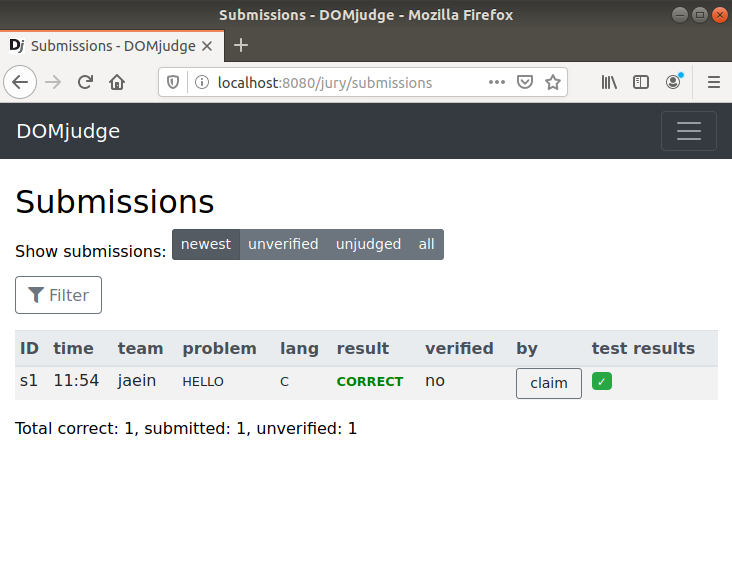 Submissions - DOMjudge - Mozilla Firefox
Dj Submissions - DOMjudge
localhost:8080/jury/submissions
DOMjudge
Submissions
Show submissions: newest unverified unjudged all
Filter
ID time team problem lang result verified by test results
s1 11:54 jaein HELLO C CORRECT no claim ✓
Total correct: 1, submitted: 1, unverified: 1